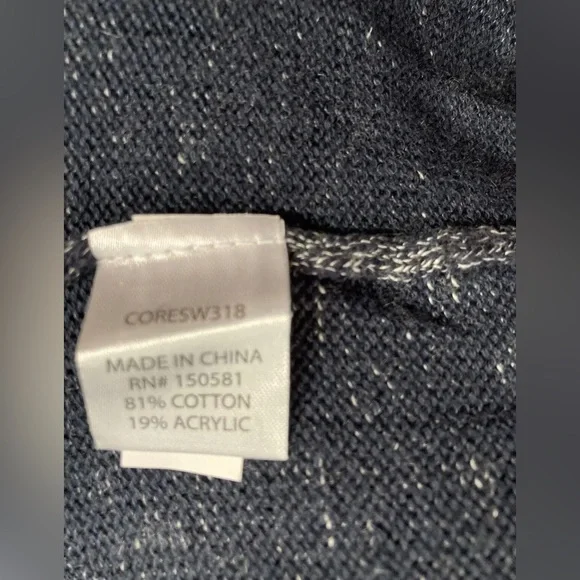 CORESW318
MADE IN CHINA
RN# 150581
81% COTTON
19% ACRYLIC